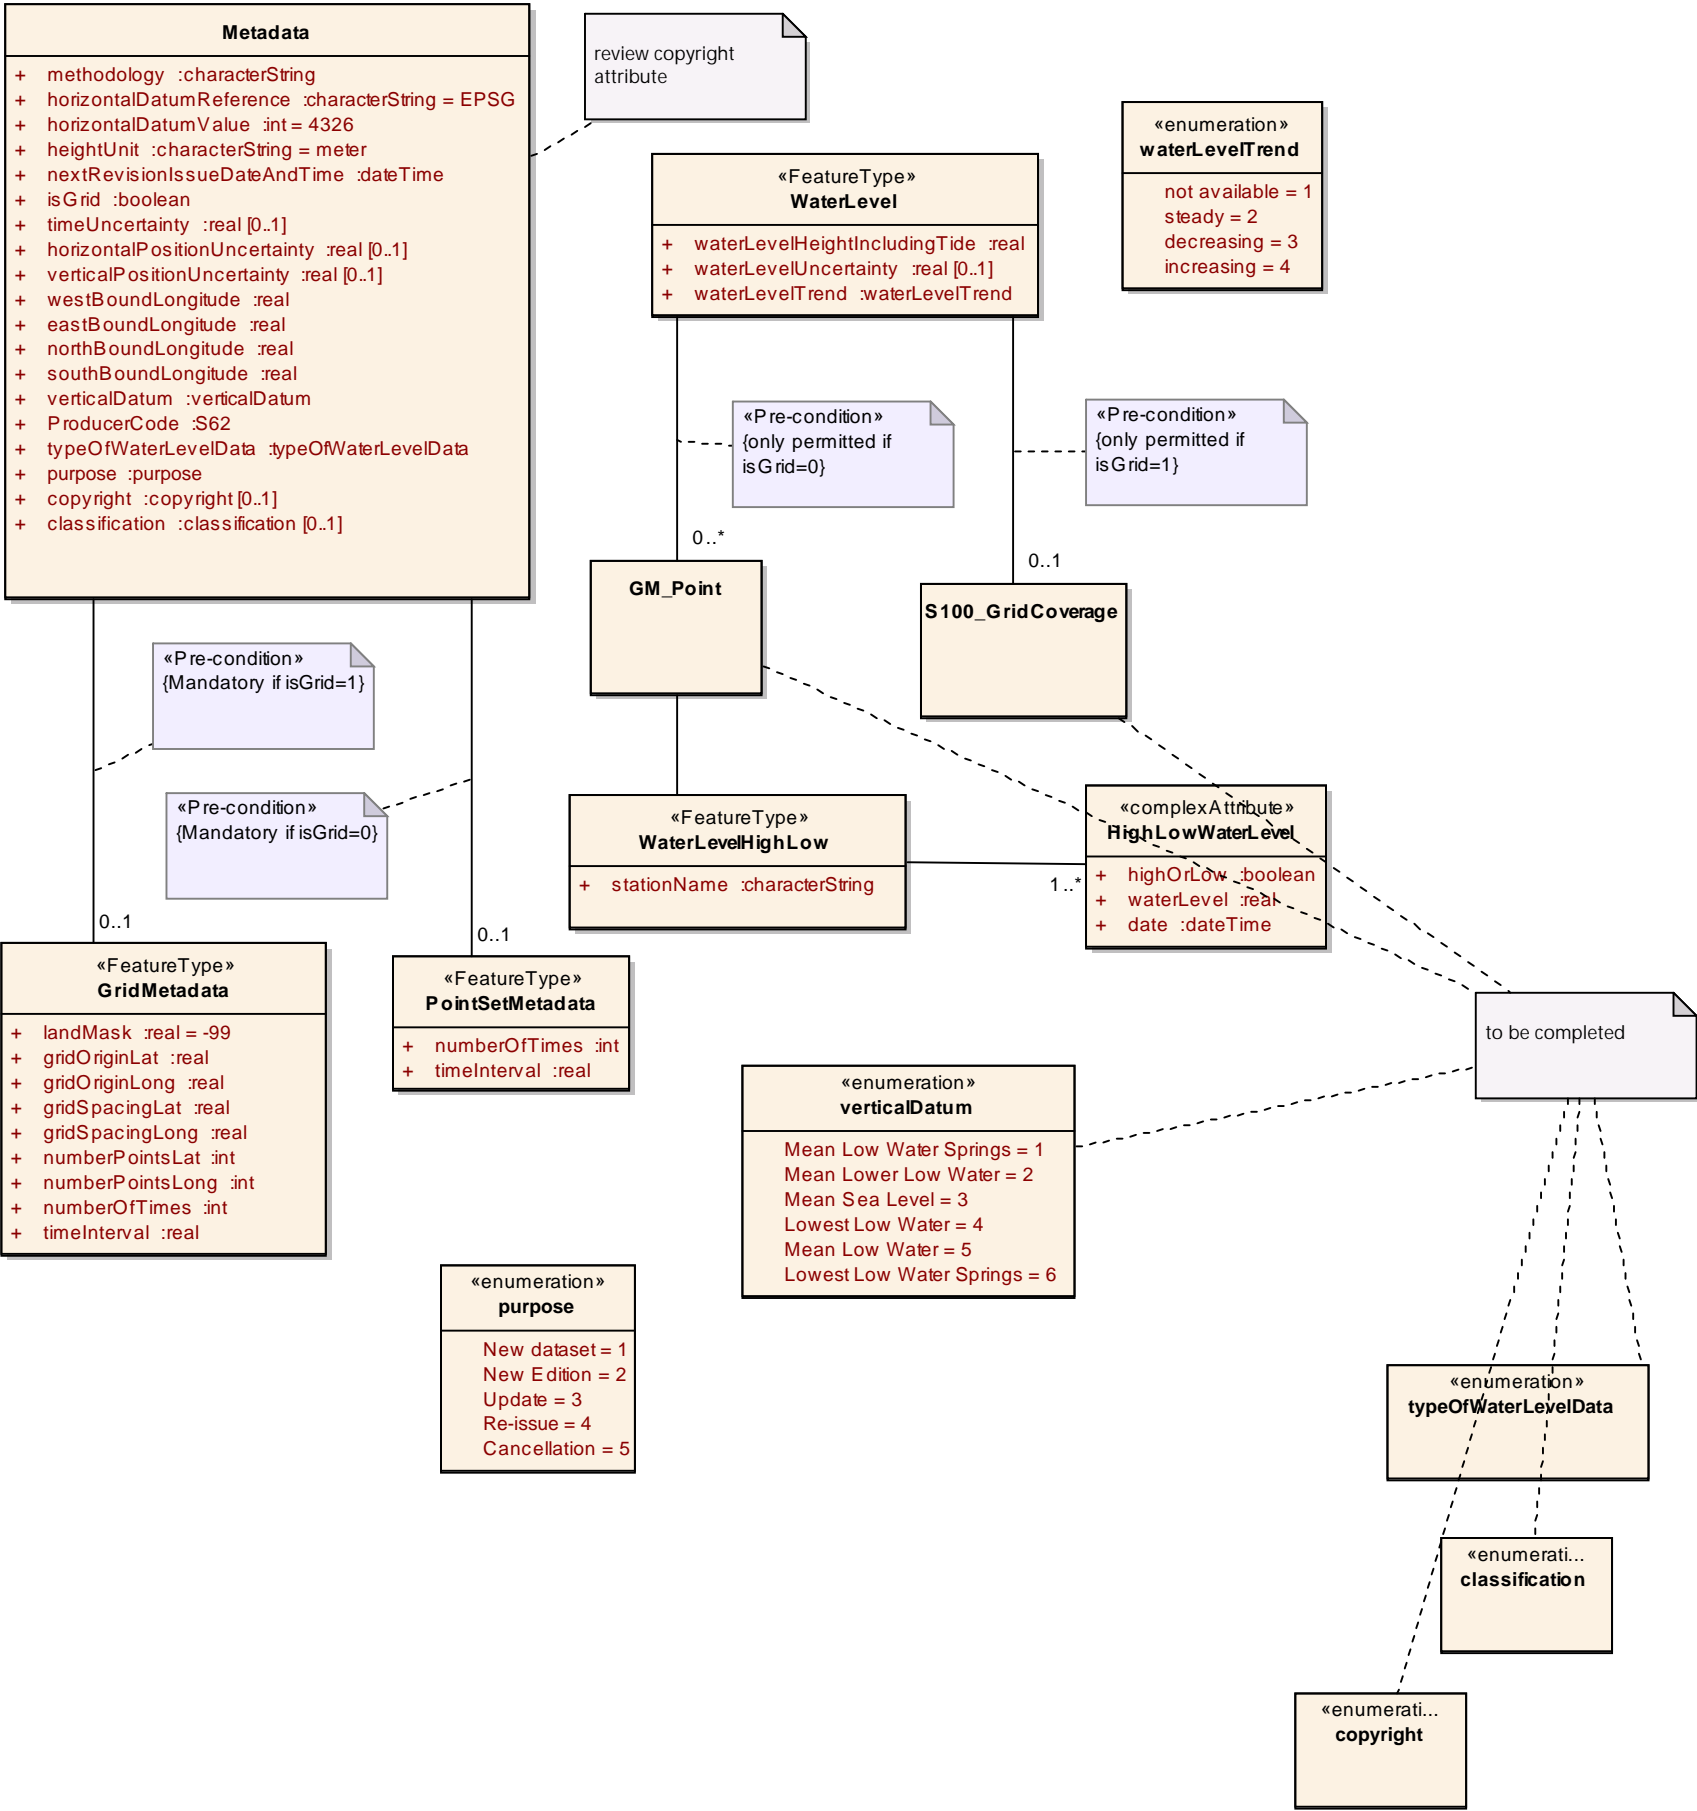 Metadata
+ methodology :characterString
+ horizontalDatumReference :characterString = EPSG
+ horizontalDatumValue :int = 4326
+ heightUnit :characterString = meter
+ nextRevisionIssueDateAndTime :dateTime
+ isGrid :boolean
+ timeUncertainty :real [0..1]
+ horizontalPositionUncertainty :real [0..1]
+ verticalPositionUncertainty :real [0..1]
+ westBoundLongitude :real
+ eastBoundLongitude :real
+ northBoundLongitude :real
+ southBoundLongitude :real
+ verticalDatum :verticalDatum
+ ProducerCode :S62
+ typeOfWaterLevelData :typeOfWaterLevelData
+ purpose :purpose
+ copyright :copyright [0..1]
+ classification :classification [0..1]
review copyright
attribute
«FeatureType»
WaterLevel
+ waterLevelHeightIncludingTide :real
+ waterLevelUncertainty :real [0..1]
+ waterLevelTrend :waterLevelTrend
«enumeration»
waterLevelTrend
not available = 1
steady = 2
decreasing = 3
increasing = 4
«Pre-condition»
{only permitted if
isGrid=0}
«Pre-condition»
{only permitted if
isGrid=1}
0..*
0..1
GM_Point
S100_GridCoverage
«Pre-condition»
{Mandatory if isGrid=1}
«Pre-condition»
{Mandatory if isGrid=0}
0..1
0..1
«FeatureType»
WaterLevelHighLow
+ stationName :characterString
1..*
«complexAttribute»
HighLowWaterLevel
+ highOrLow :boolean
+ waterLevel :real
+ date :dateTime
«FeatureType»
GridMetadata
+ landMask :real = -99
+ gridOriginLat :real
+ gridOriginLong :real
+ gridSpacingLat :real
+ gridSpacingLong :real
+ numberPointsLat :int
+ numberPointsLong :int
+ numberOfTimes :int
+ timeInterval :real
«FeatureType»
PointSetMetadata
+ numberOfTimes :int
+ timeInterval :real
to be completed
«enumeration»
verticalDatum
Mean Low Water Springs = 1
Mean Lower Low Water = 2
Mean Sea Level = 3
Lowest Low Water = 4
Mean Low Water = 5
Lowest Low Water Springs = 6
«enumeration»
purpose
New dataset = 1
New Edition = 2
Update = 3
Re-issue = 4
Cancellation = 5
«enumeration»
typeOfWaterLevelData
«enumerati...
classification
«enumerati...
copyright